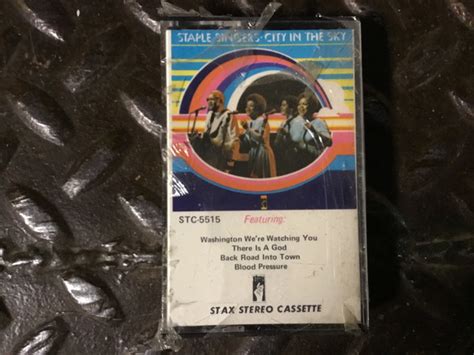 STAPLE SINGERS · CITY IN THE SKY
STC-5515 Featuring:
Washington We're Watching You
There Is A God
Back Road Into Town
Blood Pressure
STAX STEREO CASSETTE